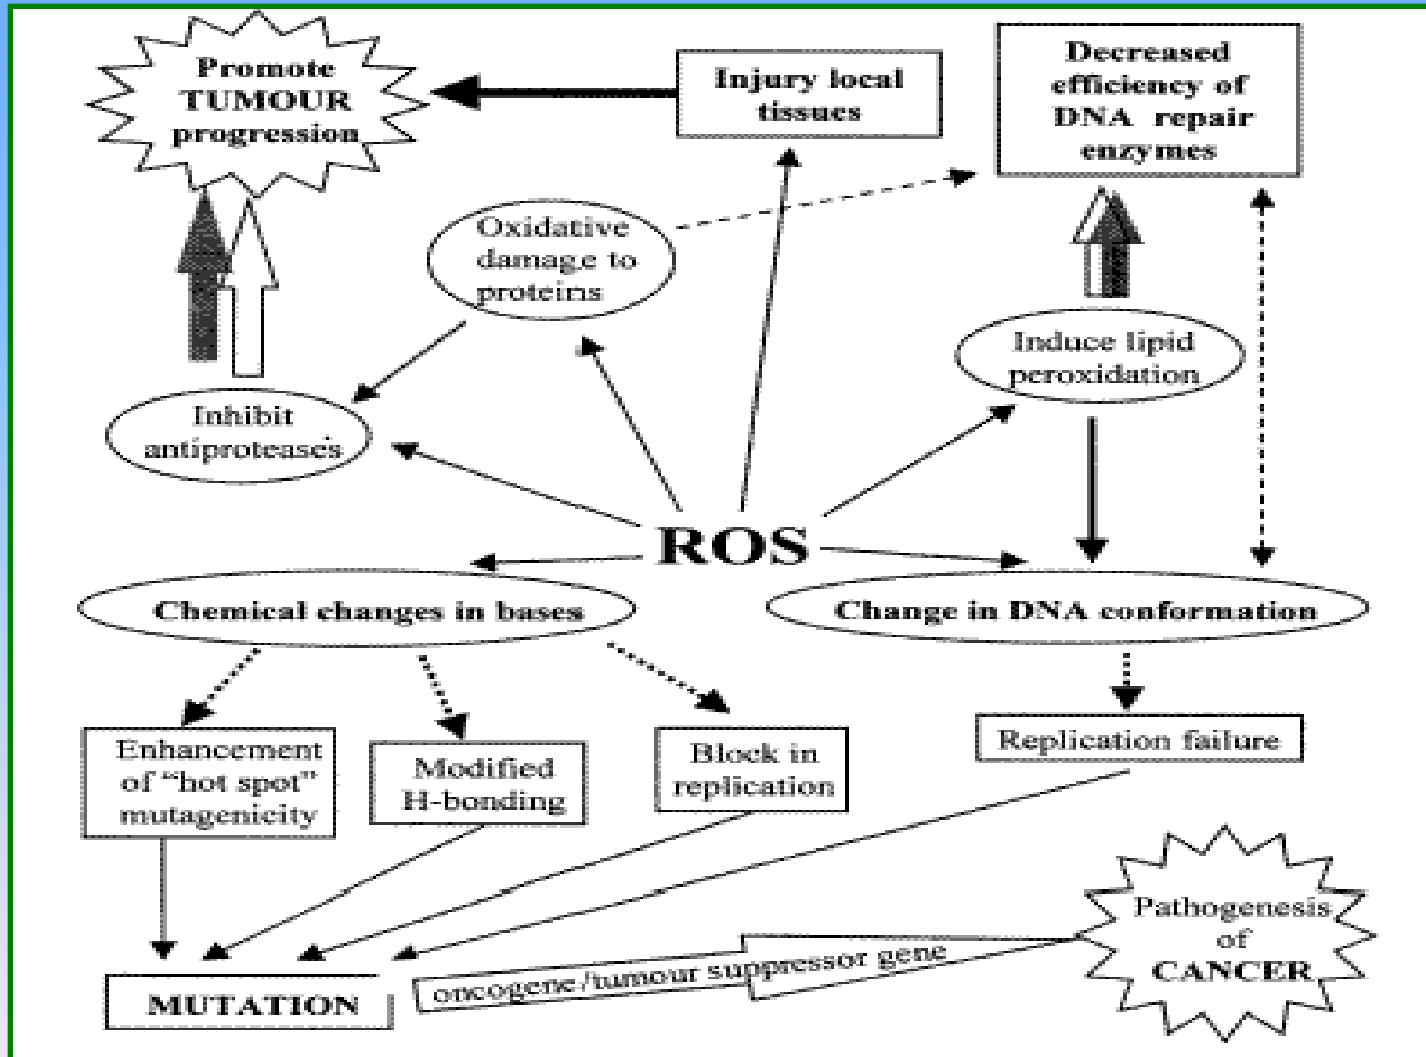 Promote
TUMOUR
progression
Injury local
tissues
Decreased
efficiency of
DNA repair
enzymes
Oxidative
damage to
proteins
Induce lipid
peroxidation
Inhibit
antiproteases
ROS
Chemical changes in bases
Change in DNA conformation
Enhancement
of “hot spot”
mutagenicity
Modified
H-bonding
Block in
replication
Replication failure
Pathogenesis
of
CANCER
oncogene/tumour suppressor gene
MUTATION